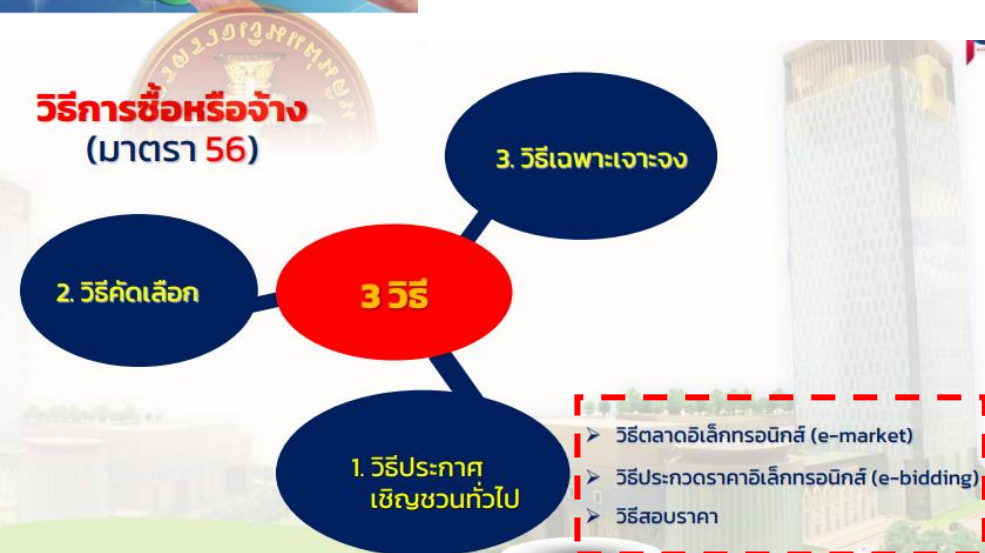 วิธีการซื้อหรือจ้าง
(มาตรา 56)
3. วิธีเฉพาะเจาะจง
2. วิธีคัดเลือก
3 วิธี
1. วิธีประกาศ
เชิญชวนทั่วไป
➢ วิธีตลาดอิเล็กทรอนิกส์ (e-market)
➢ วิธีประกวดราคาอิเล็กทรอนิกส์ (e-bidding)
➢ วิธีสอบราคา